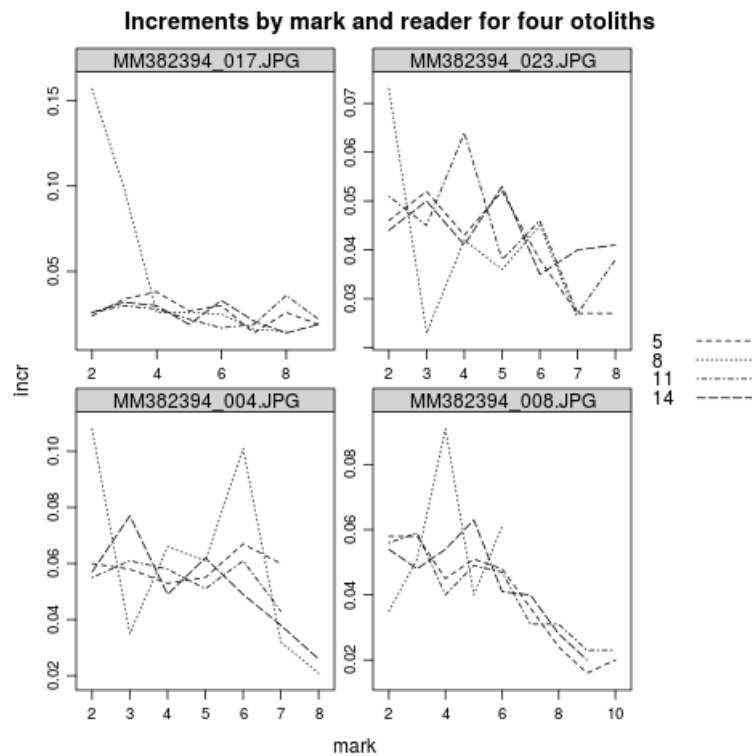 Increments by mark and reader for four otoliths
MM382394_017.JPG
MM382394_023.JPG
0.15
0.10
0.05
2 4 6 8
0.07
0.06
0.05
0.04
0.03
2 3 4 5 6 7 8
5
8
11
14
incr
MM382394_004.JPG
MM382394_008.JPG
0.10
0.08
0.06
0.04
0.02
2 3 4 5 6 7 8
0.08
0.06
0.04
0.02
2 4 6 8 10
mark